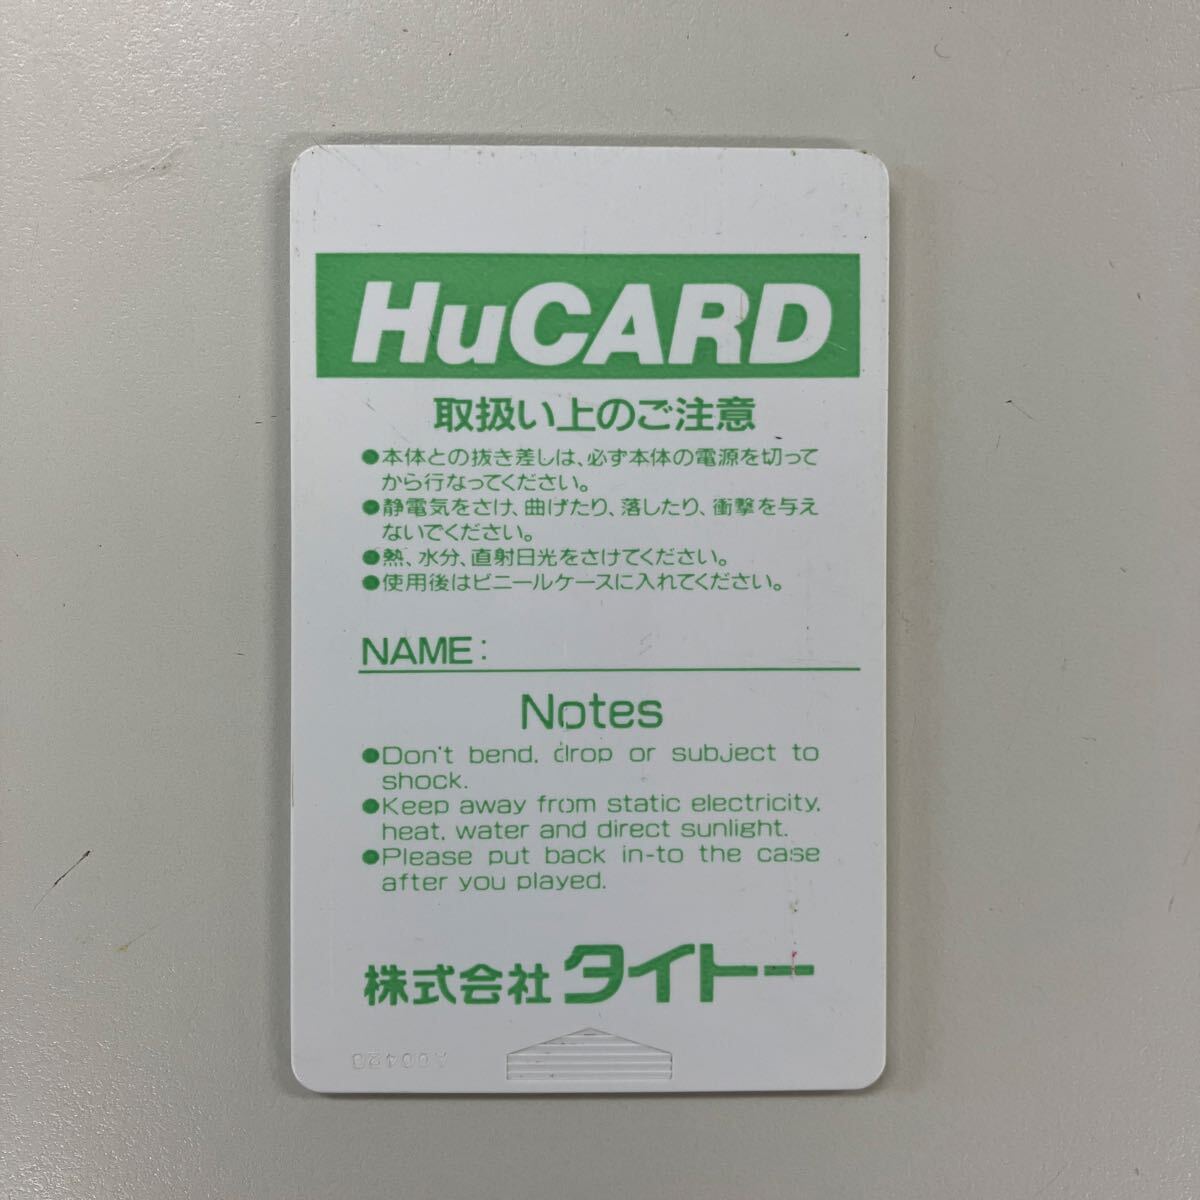 HuCARD
取扱い上のご注意
●本体との抜き差しは、必ず本体の電源を切って
から行なってください。
●静電気をさけ、曲げたり、落したり、衝撃を与え
ないでください。
●熱、水分、直射日光をさけてください。
●使用後はビニールケースに入れてください。
NAME:
Notes
●Don't bend, drop or subject to
shock.
●Keep away from static electricity,
heat, water and direct sunlight.
●Please put back in-to the case
after you played.
株式会社タイトー